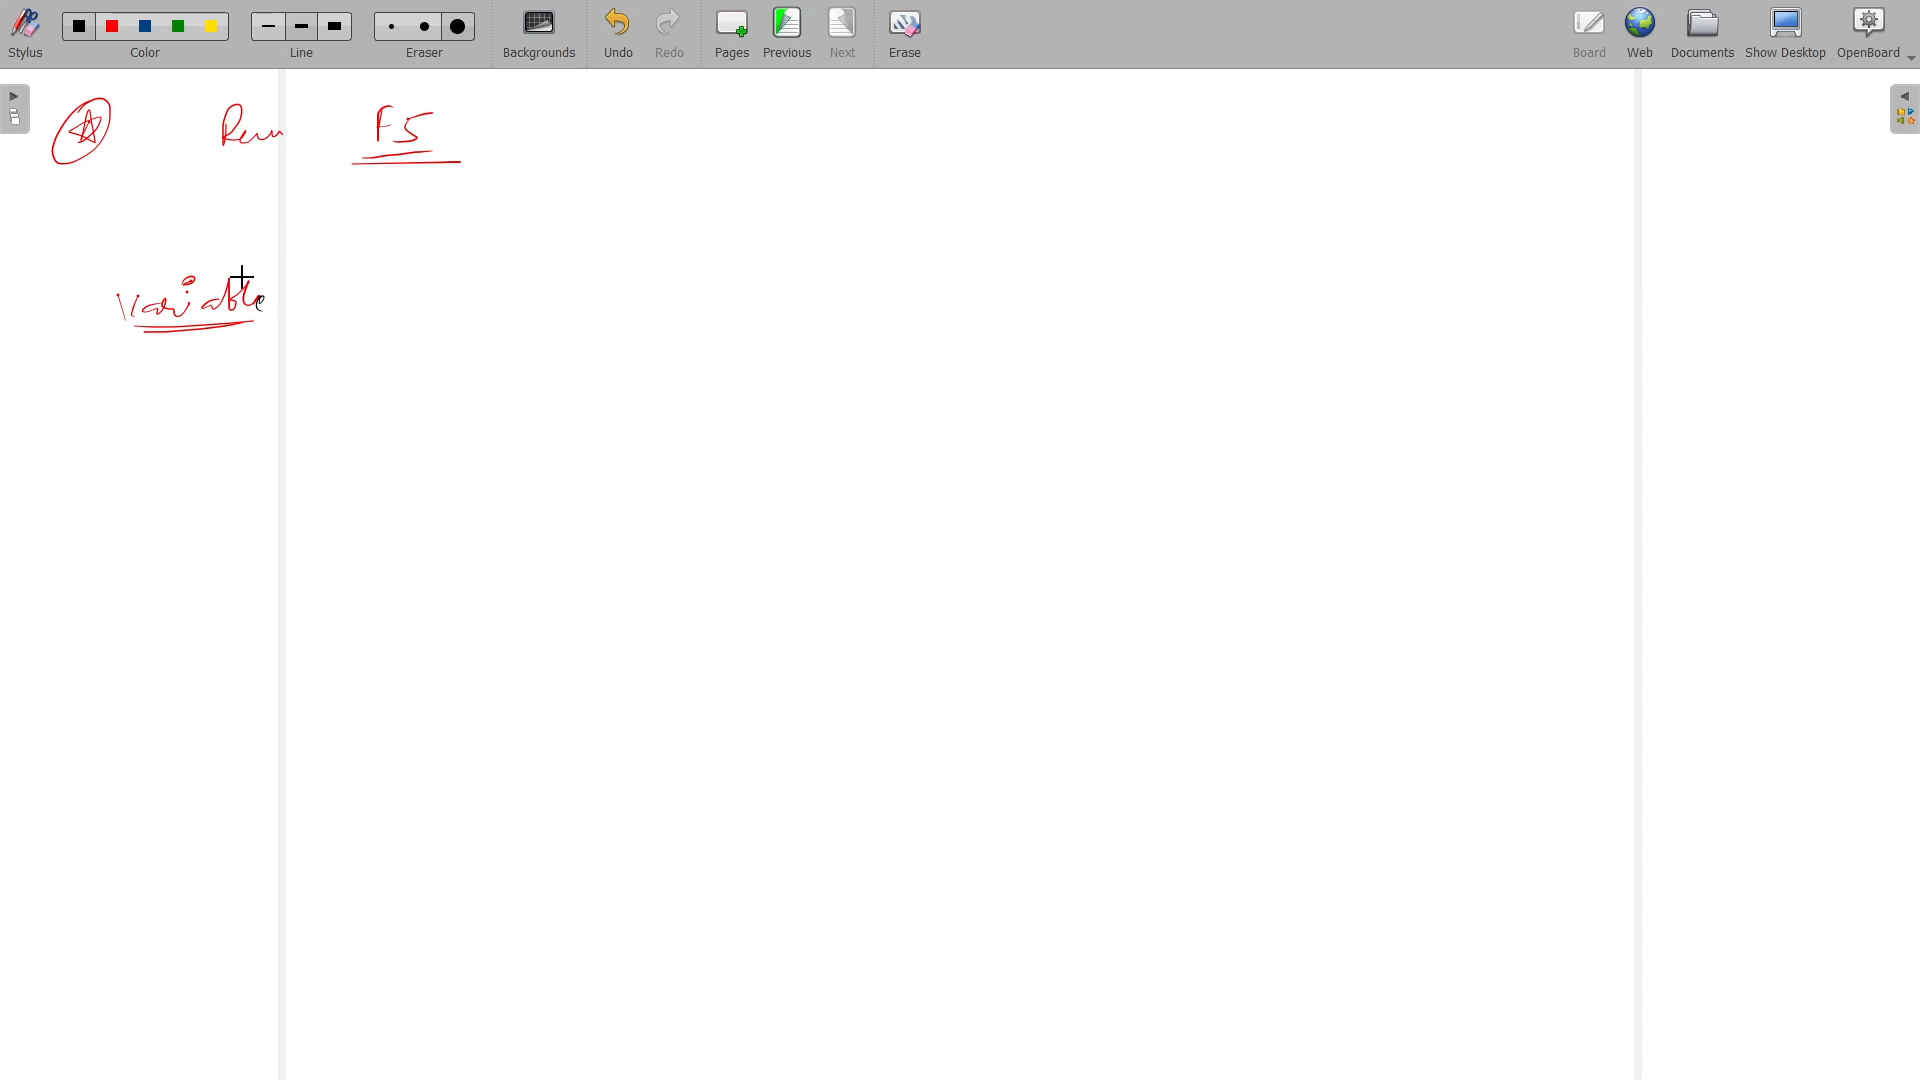 Stylus Color Line Eraser Backgrounds Undo Redo Pages Previous Next Erase Board Web Documents Show Desktop OpenBoard
F5
Variable